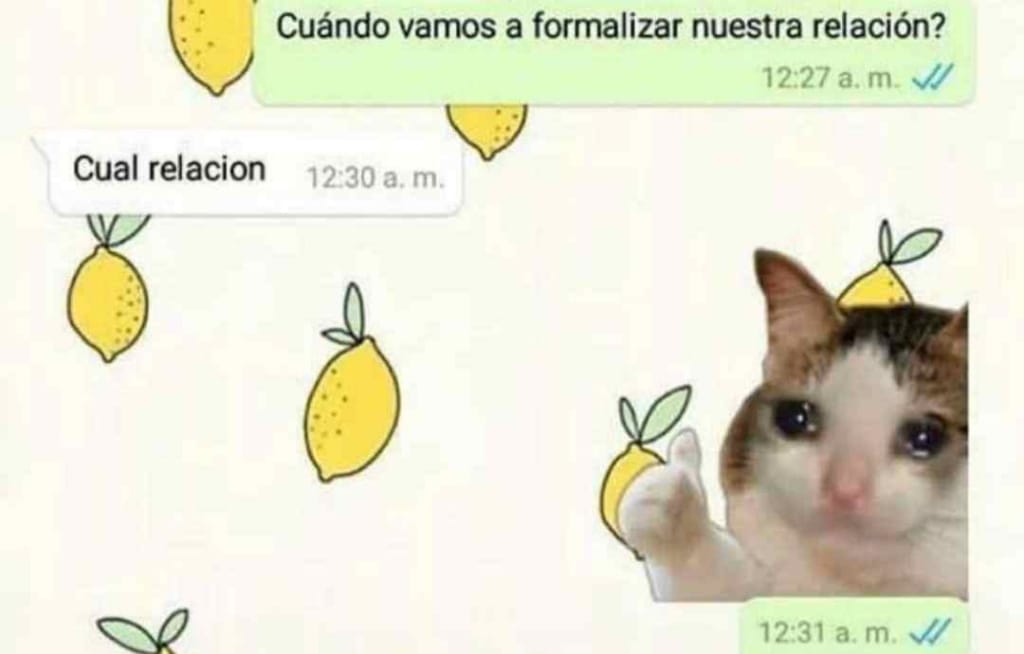 Cuándo vamos a formalizar nuestra relación?
12:27 a. m.
Cual relacion 12:30 a. m.
12:31 a. m.